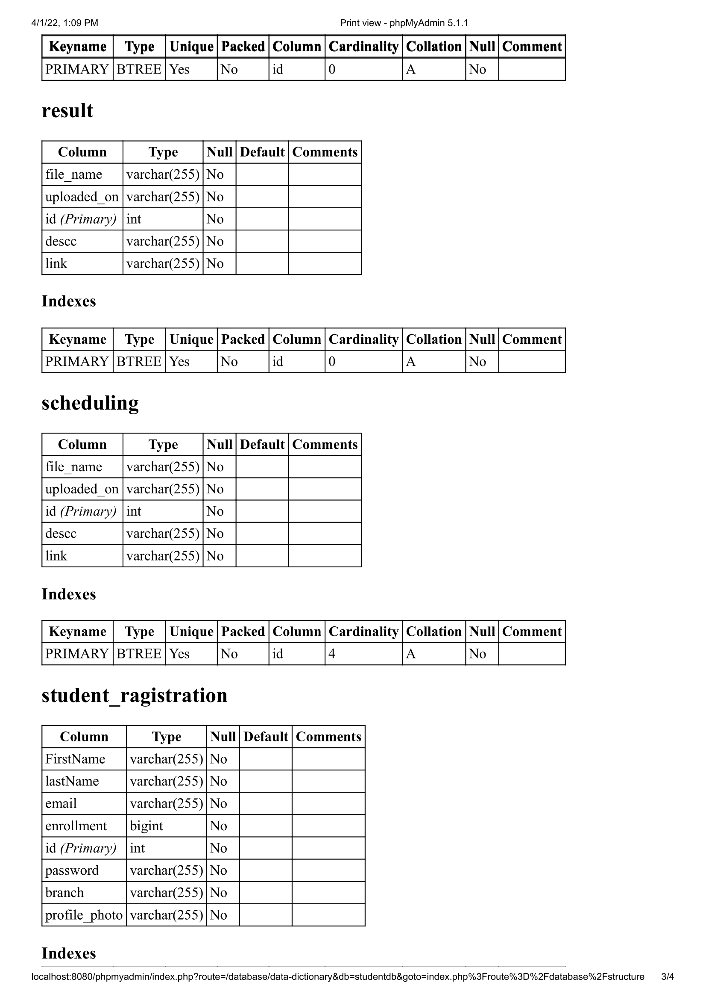 4/1/22, 1:09 PM Print view - phpMyAdmin 5.1.1
Keyname Type Unique Packed Column Cardinality Collation Null Comment
PRIMARY BTREE Yes No id 0 A No
result
Column Type Null Default Comments
file_name varchar(255) No
uploaded_on varchar(255) No
id (Primary) int No
descc varchar(255) No
link varchar(255) No
Indexes
Keyname Type Unique Packed Column Cardinality Collation Null Comment
PRIMARY BTREE Yes No id 0 A No
scheduling
Column Type Null Default Comments
file_name varchar(255) No
uploaded_on varchar(255) No
id (Primary) int No
descc varchar(255) No
link varchar(255) No
Indexes
Keyname Type Unique Packed Column Cardinality Collation Null Comment
PRIMARY BTREE Yes No id 4 A No
student_ragistration
Column Type Null Default Comments
FirstName varchar(255) No
lastName varchar(255) No
email varchar(255) No
enrollment bigint No
id (Primary) int No
password varchar(255) No
branch varchar(255) No
profile_photo varchar(255) No
Indexes
localhost:8080/phpmyadmin/index.php?route=/database/data-dictionary&db=studentdb&goto=index.php%3Froute%3D%2Fdatabase%2Fstructure 3/4